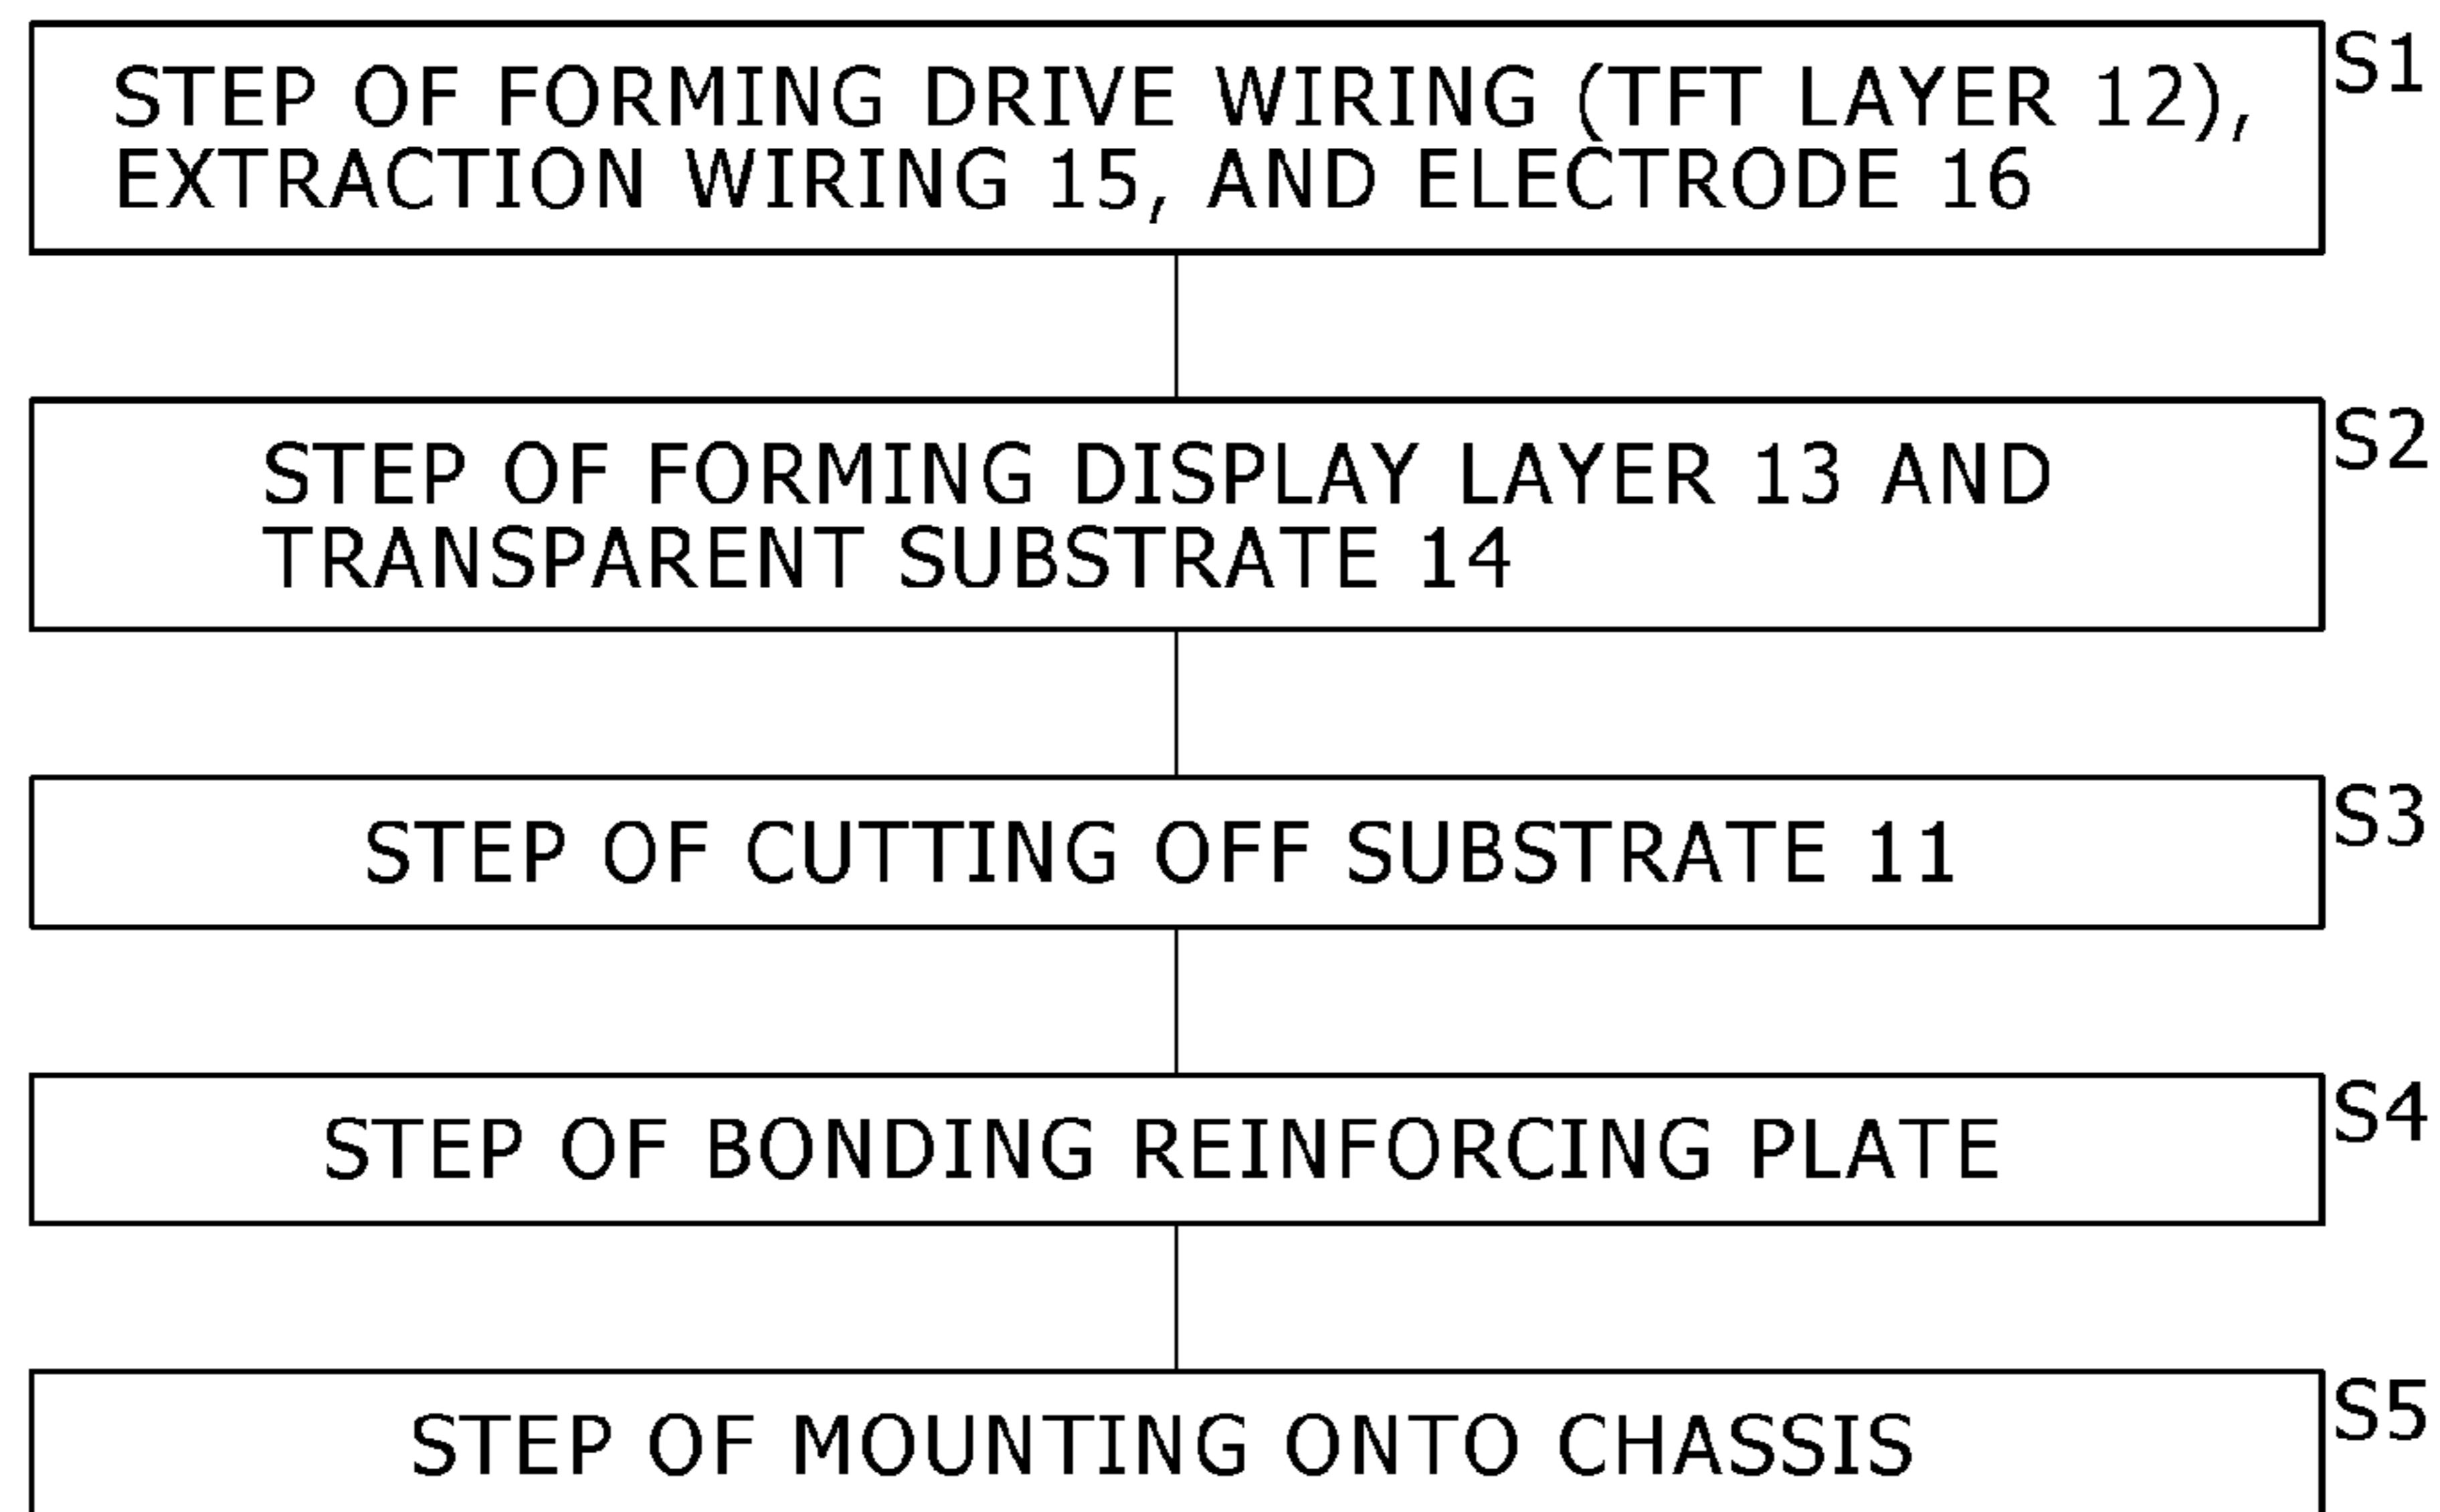 STEP OF FORMING DRIVE WIRING (TFT LAYER 12), S1
EXTRACTION WIRING 15, AND ELECTRODE 16
STEP OF FORMING DISPLAY LAYER 13 AND S2
TRANSPARENT SUBSTRATE 14
STEP OF CUTTING OFF SUBSTRATE 11 S3
STEP OF BONDING REINFORCING PLATE S4
STEP OF MOUNTING ONTO CHASSIS S5